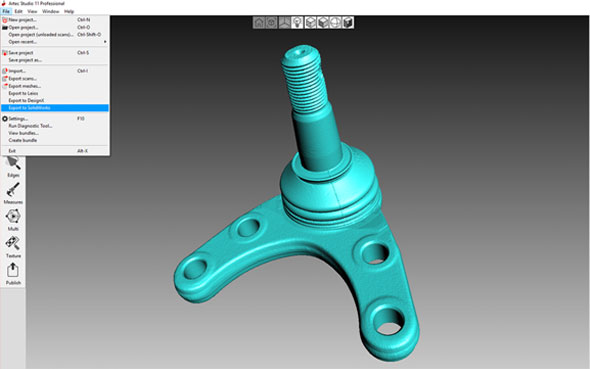 Artec Studio 11 Professional
File Edit View Window Help
New project... Ctrl-N
Open project... Ctrl-O
Open project (unloaded scans)... Ctrl-Shift-O
Open recent...
Save project Ctrl-S
Save project as...
Import... Ctrl-I
Export scans...
Export meshes...
Export to Leios
Export to DesignX
Export to SolidWorks
Settings... F10
Run Diagnostic Tool...
View bundles...
Create bundle
Exit Alt-X
Edges
Measures
Multi
Texture
Publish